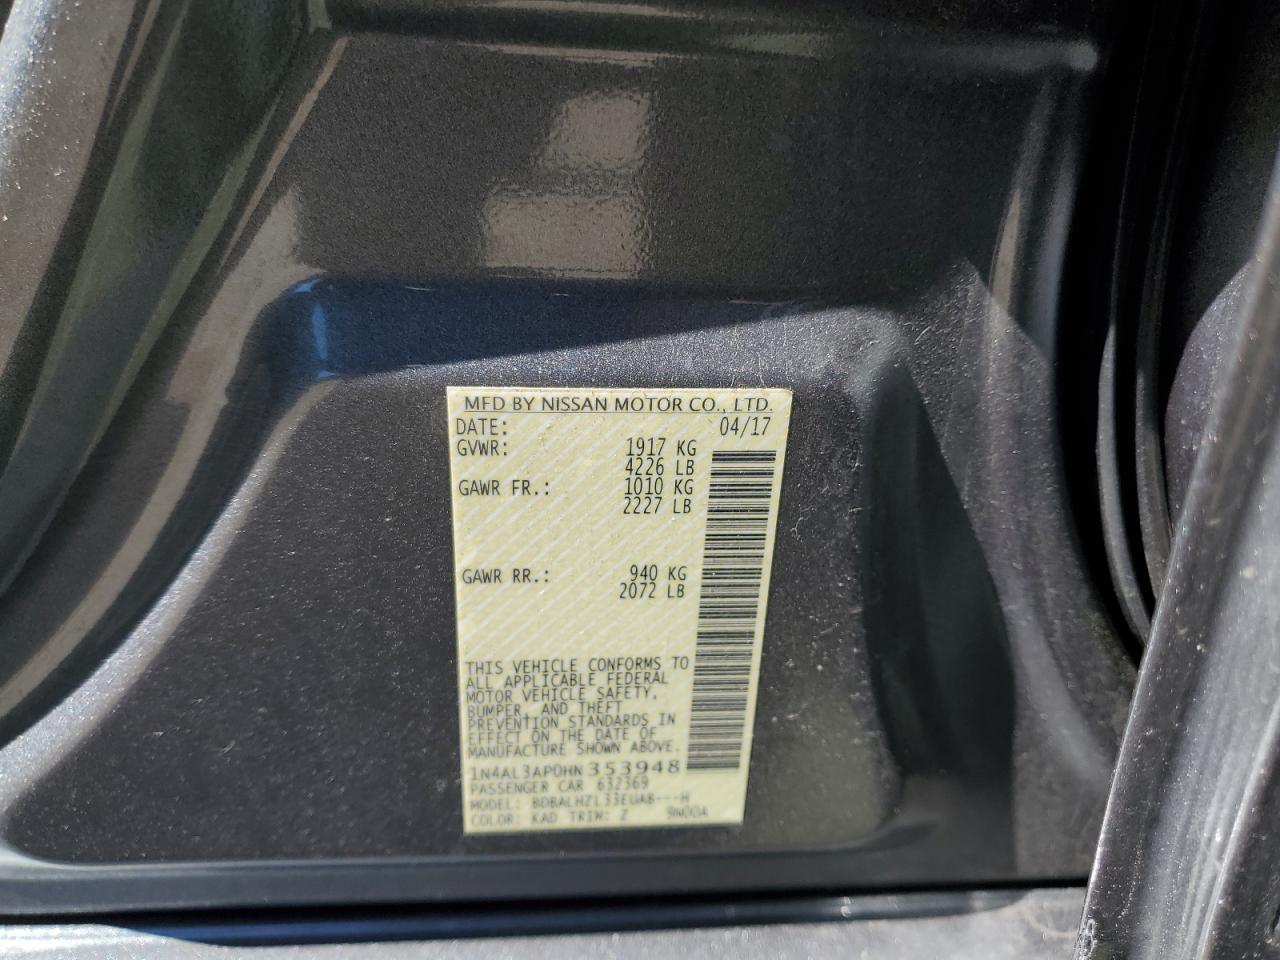 MFD BY NISSAN MOTOR CO., LTD.
DATE: 04/17
GVWR: 1917 KG
4226 LB
GAWR FR.: 1010 KG
2227 LB
GAWR RR.: 940 KG
2072 LB
THIS VEHICLE CONFORMS TO
ALL APPLICABLE FEDERAL
MOTOR VEHICLE SAFETY,
BUMPER, AND THEFT
PREVENTION STANDARDS IN
EFFECT ON THE DATE OF
MANUFACTURE SHOWN ABOVE.
1N4AL3AP0HN353948
PASSENGER CAR 632369
MODEL: BDBALHZL33EUAB---H
COLOR: KAD TRIM: Z